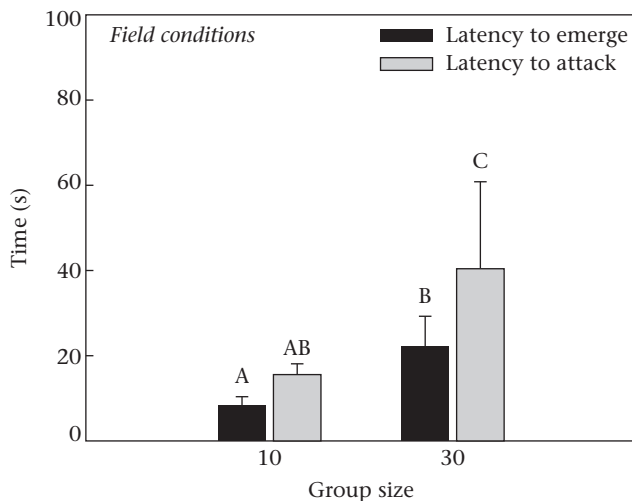 100
80
60
40
20
0
Time (s)
Field conditions
Latency to emerge
Latency to attack
A
AB
B
C
10
30
Group size